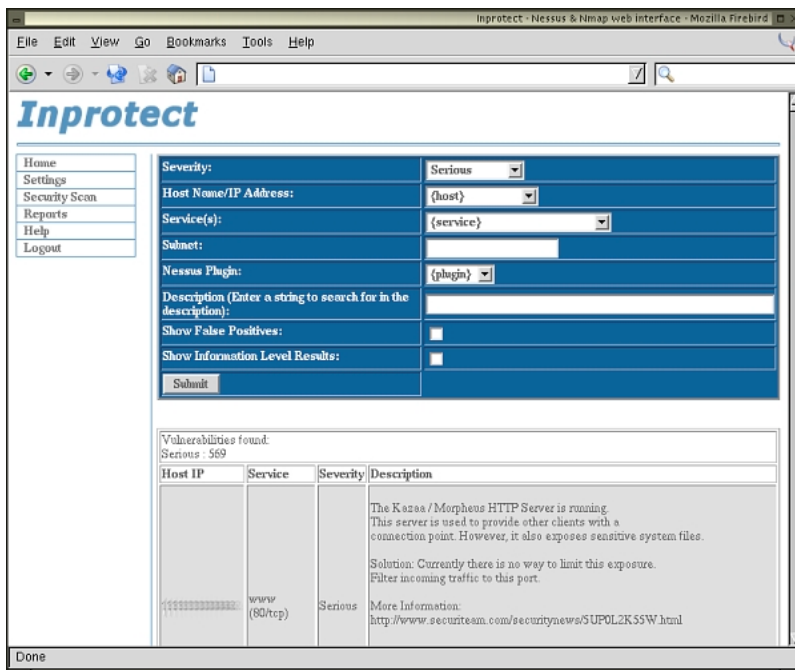 Inprotect - Nessus & Nmap web interface - Mozilla Firebird
File Edit View Go Bookmarks Tools Help
Inprotect
Home
Settings
Security Scan
Reports
Help
Logout
Severity: Serious
Host Name/IP Address: {host}
Service(s): {service}
Subnet:
Nessus Plugin: {plugin}
Description (Enter a string to search for in the
description):
Show False Positives:
Show Information Level Results:
Submit
Vulnerabilities found:
Serious : 569
Host IP Service Severity Description
The Kazaa / Morpheus HTTP Server is running.
This server is used to provide other clients with a
connection point. However, it also exposes sensitive system files.
Solution: Currently there is no way to limit this exposure.
Filter incoming traffic to this port.
www
(80/tcp)
Serious
More Information:
http://www.securiteam.com/securitynews/5UP0L2K55W.html
Done